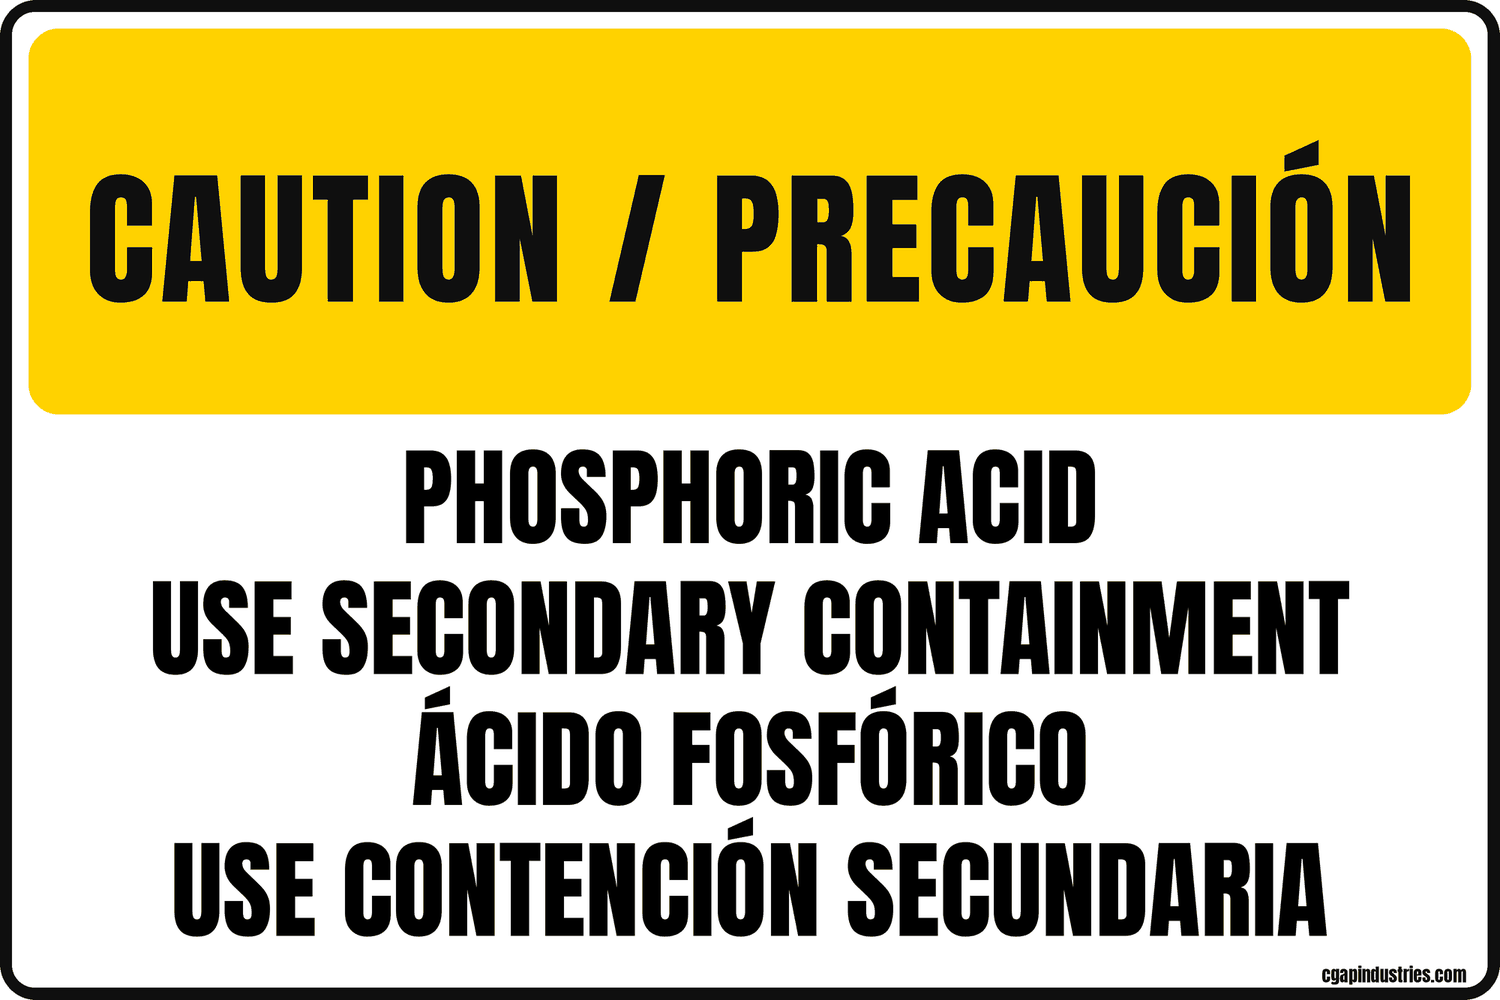 CAUTION / PRECAUCIÓN
PHOSPHORIC ACID
USE SECONDARY CONTAINMENT
ÁCIDO FOSFÓRICO
USE CONTENCIÓN SECUNDARIA
cgapindustries.com